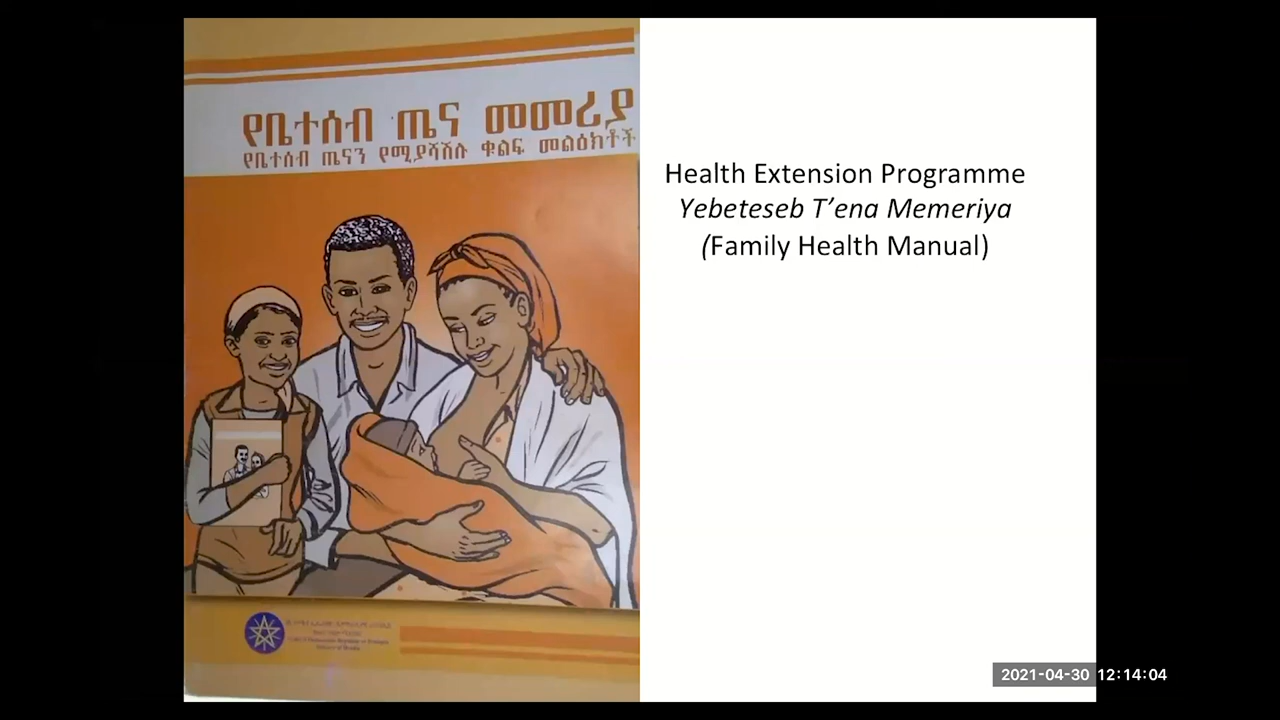 የቤተሰብ ጤና መመሪያ
የቤተሰብ ጤናን የሚያሻሽሉ ቁልፍ መልዕክቶች
Health Extension Programme
Yebeteseb T’ena Memeriya
(Family Health Manual)
2021-04-30 12:14:04